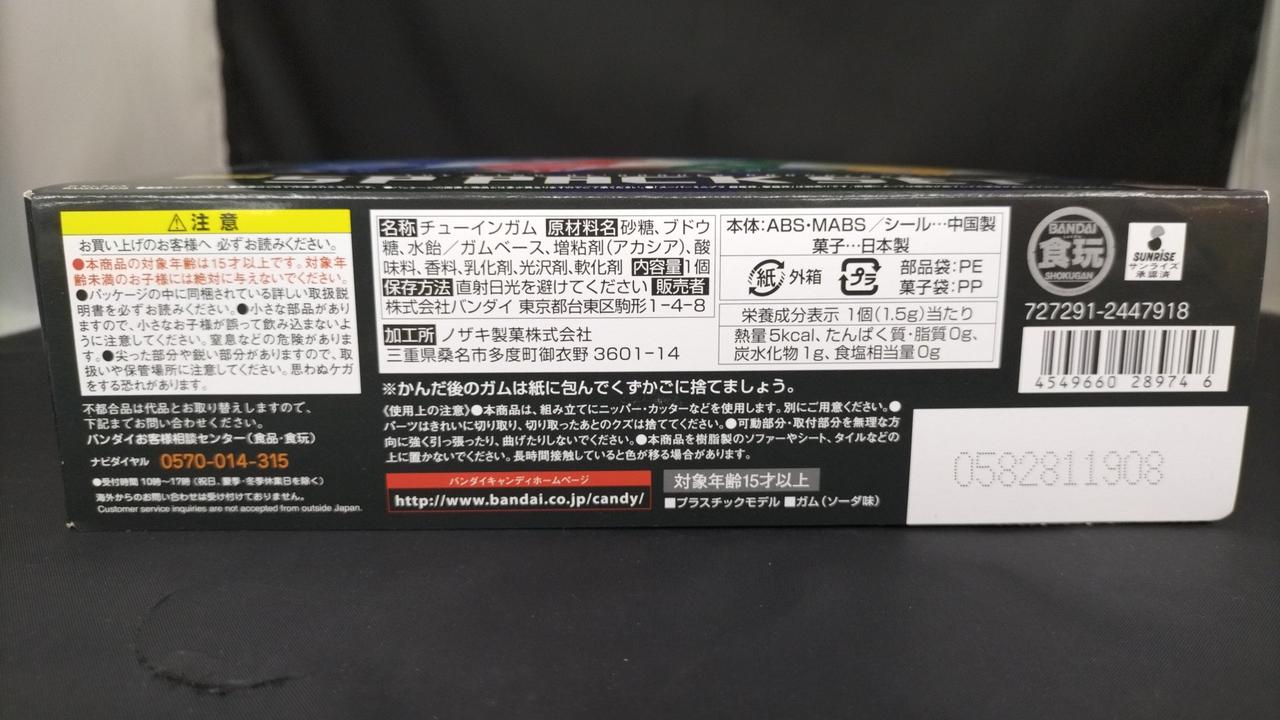 ⚠注意
お買い上げのお客様へ 必ずお読みください。
●本商品の対象年齢は15才以上です。対象年
齢未満のお子様には絶対に与えないでください。
●パッケージの中に同梱されている詳しい取扱説
明書を必ずお読みください。●小さな部品があり
ますので、小さなお子様が誤って飲み込まないよ
うに注意してください。窒息などの危険がありま
す。●尖った部分や鋭い部分がありますので、取
扱いや保管場所に注意してください。思わぬケガ
をする恐れがあります。
不都合品は代品とお取り替えしますので、
下記までお問い合わせください。
バンダイお客様相談センター(食品・食玩)
ナビダイヤル 0570-014-315
●受付時間 10時〜17時(祝日、夏季・冬季休業日を除く)
海外からのお問い合わせは受け付けておりません。
Customer service inquiries are not accepted from outside Japan.
名称 チューインガム 原材料名 砂糖、ブドウ
糖、水飴/ガムベース、増粘剤(アカシア)、酸
味料、香料、乳化剤、光沢剤、軟化剤 内容量 1個
保存方法 直射日光を避けてください 販売者
株式会社バンダイ 東京都台東区駒形1-4-8
加工所 ノザキ製菓株式会社
三重県桑名市多度町御衣野 3601-14
本体:ABS・MABS/シール…中国製
菓子…日本製
紙 外箱 プラ 部品袋:PE
菓子袋:PP
栄養成分表示 1個(1.5g)当たり
熱量5kcal、たんぱく質・脂質0g、
炭水化物1g、食塩相当量0g
※かんだ後のガムは紙に包んでくずかごに捨てましょう。
《使用上の注意》●本商品は、組み立てにニッパー・カッターなどを使用します。別にご用意ください。●
パーツはきれいに切り取り、切り取ったあとのクズは捨ててください。●可動部分・取付部分を無理な方
向に強く引っ張ったり、曲げたりしないでください。●本商品を樹脂製のソファーやシート、タイルなどの
上に置かないでください。長時間接触していると色が移る場合があります。
バンダイキャンディホームページ
http://www.bandai.co.jp/candy/
対象年齢15才以上
■プラスチックモデル ■ガム(ソーダ味)
BANDAI
食玩
SHOKUGAN
SUNRISE
サンライズ
承認済
727291-2447918
4549660 28974 6
0582811908